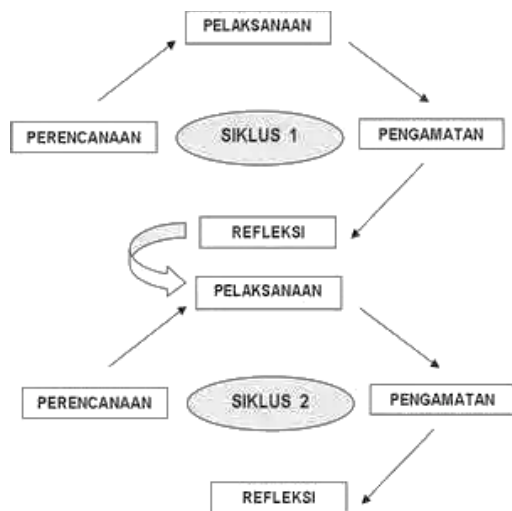 PELAKSANAAN
PERENCANAAN
SIKLUS 1
PENGAMATAN
REFLEKSI
PELAKSANAAN
PERENCANAAN
SIKLUS 2
PENGAMATAN
REFLEKSI